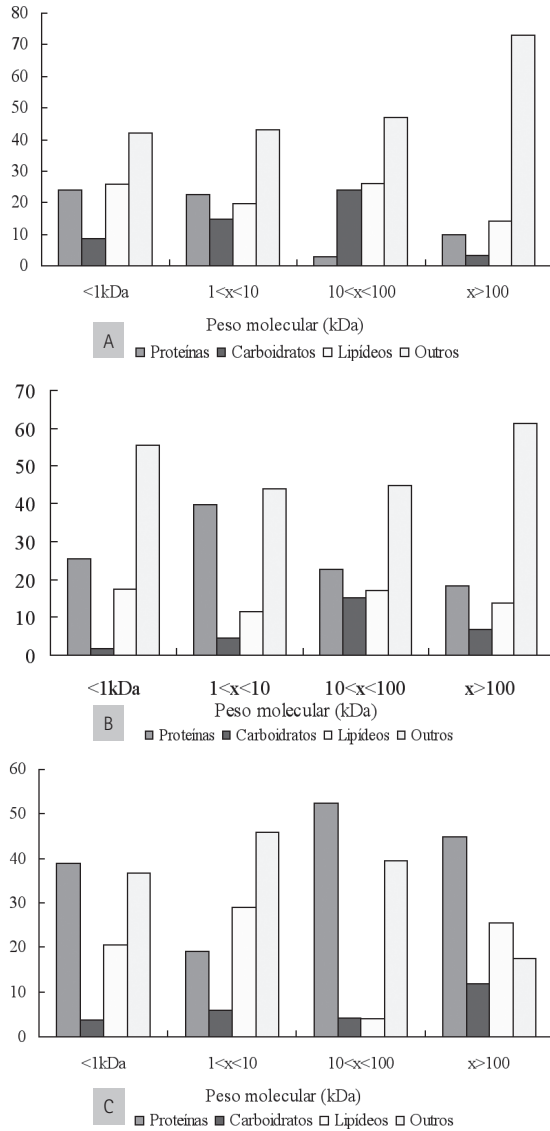 80
70
60
50
40
30
20
10
0
<1kDa 1<x<10 10<x<100 x>100
Peso molecular (kDa)
A
Proteínas Carboidratos Lipídeos Outros
70
60
50
40
30
20
10
0
<1kDa 1<x<10 10<x<100 x>100
Peso molecular (kDa)
B
Proteínas Carboidratos Lipídeos Outros
60
50
40
30
20
10
0
<1kDa 1<x<10 10<x<100 x>100
Peso molecular (kDa)
C
Proteínas Carboidratos Lipídeos Outros